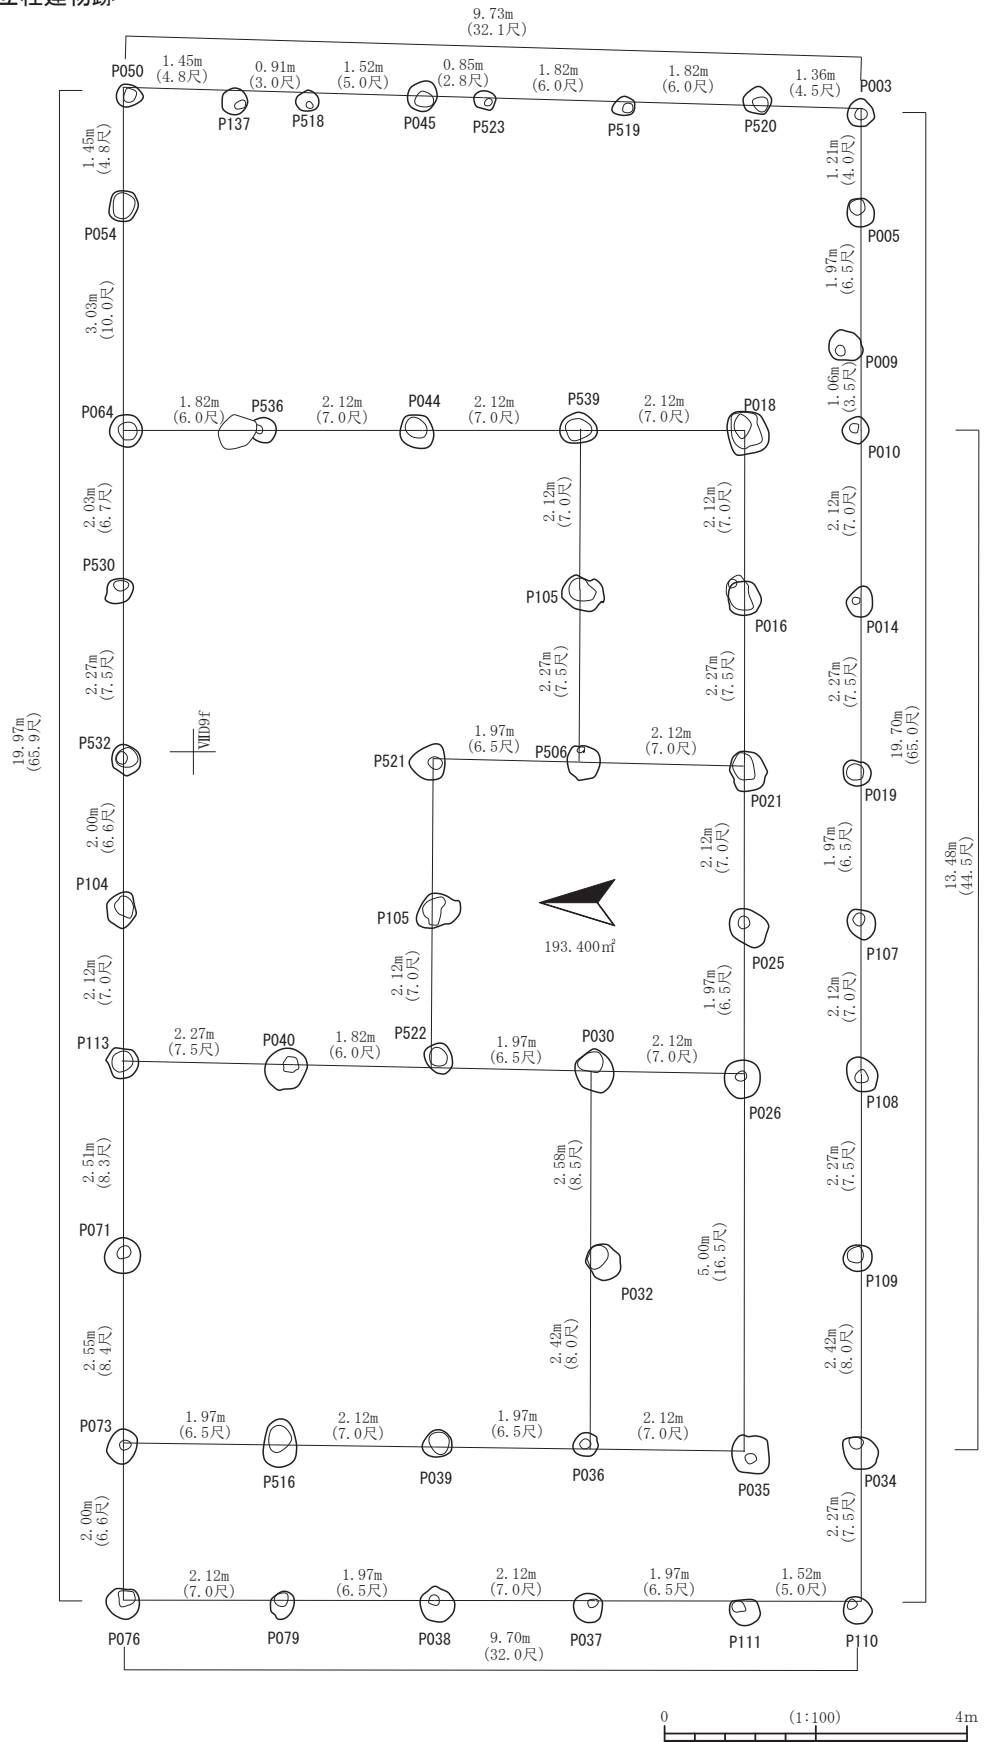 立柱建物跡
9.73m
(32.1尺)
1.45m
(4.8尺)
0.91m
(3.0尺)
1.52m
(5.0尺)
0.85m
(2.8尺)
1.82m
(6.0尺)
1.82m
(6.0尺)
1.36m
(4.5尺)
P050
P137
P518
P045
P523
P519
P520
P003
1.45m
(4.8尺)
1.21m
(4.0尺)
P054
P005
3.03m
(10.0尺)
1.97m
(6.5尺)
P009
1.06m
(3.5尺)
P064
1.82m
(6.0尺)
P536
2.12m
(7.0尺)
P044
2.12m
(7.0尺)
P539
2.12m
(7.0尺)
P018
P010
2.03m
(6.7尺)
2.12m
(7.0尺)
2.12m
(7.0尺)
2.12m
(7.0尺)
P530
P105
P016
P014
2.27m
(7.5尺)
2.27m
(7.5尺)
2.27m
(7.5尺)
2.27m
(7.5尺)
19.97m
(65.9尺)
19.70m
(65.0尺)
P532
ⅦD9f
P521
1.97m
(6.5尺)
P506
2.12m
(7.0尺)
P021
P019
2.00m
(6.6尺)
2.12m
(7.0尺)
1.97m
(6.5尺)
13.48m
(44.5尺)
P104
P105
193.400㎡
P025
P107
2.12m
(7.0尺)
2.12m
(7.0尺)
1.97m
(6.5尺)
2.12m
(7.0尺)
P113
2.27m
(7.5尺)
P040
1.82m
(6.0尺)
P522
1.97m
(6.5尺)
P030
2.12m
(7.0尺)
P026
P108
2.51m
(8.3尺)
2.58m
(8.5尺)
2.27m
(7.5尺)
P071
5.00m
(16.5尺)
P032
P109
2.55m
(8.4尺)
2.42m
(8.0尺)
2.42m
(8.0尺)
P073
1.97m
(6.5尺)
P516
2.12m
(7.0尺)
P039
1.97m
(6.5尺)
P036
2.12m
(7.0尺)
P035
P034
2.00m
(6.6尺)
2.27m
(7.5尺)
2.12m
(7.0尺)
1.97m
(6.5尺)
2.12m
(7.0尺)
1.97m
(6.5尺)
1.52m
(5.0尺)
P076
P079
P038
P037
P111
P110
9.70m
(32.0尺)
0
(1:100)
4m